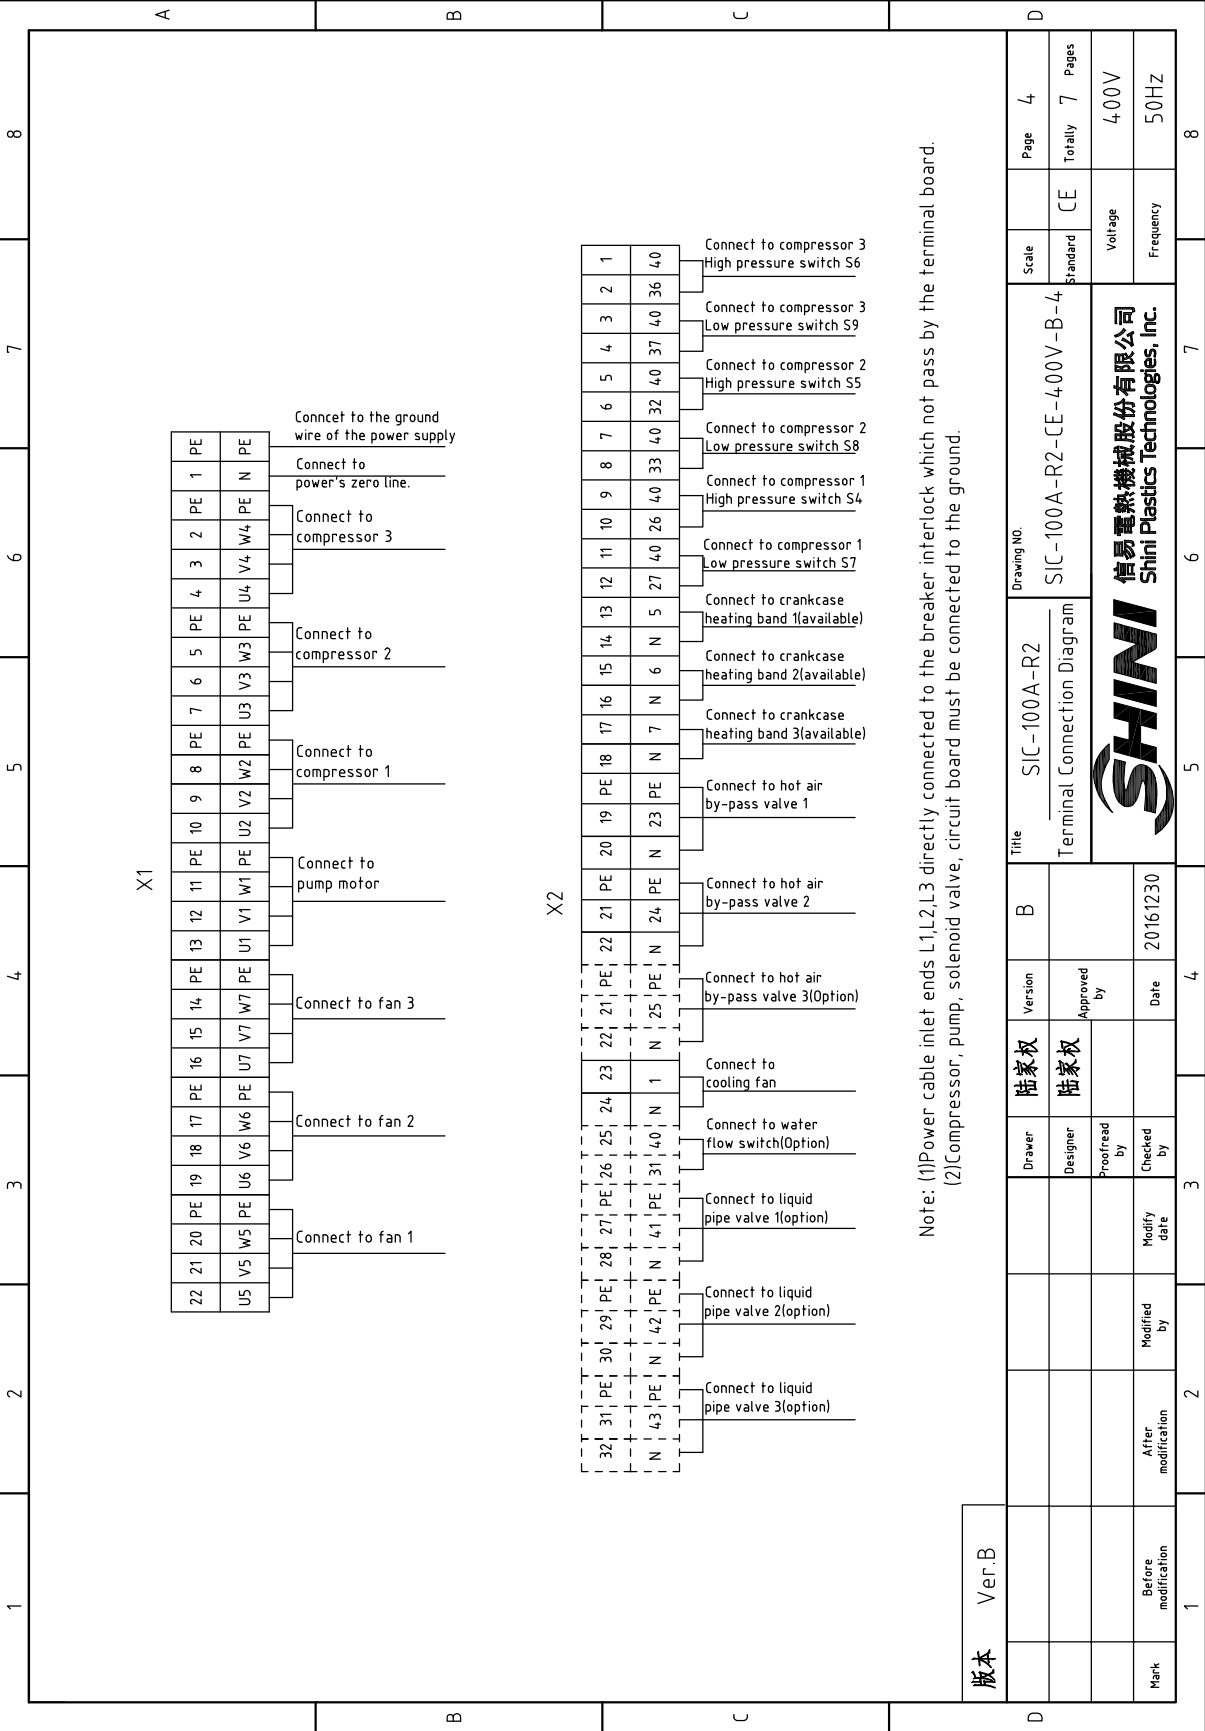 1 2 3 4 5 6 7 8
A
B
C
D
X1
22 21 20 PE 19 18 17 PE 16 15 14 PE 13 12 11 PE 10 9 8 PE 7 6 5 PE 4 3 2 PE 1 PE
U5 V5 W5 PE U6 V6 W6 PE U7 V7 W7 PE U1 V1 W1 PE U2 V2 W2 PE U3 V3 W3 PE U4 V4 W4 PE N PE
Connect to fan 1
Connect to fan 2
Connect to fan 3
Connect to
pump motor
Connect to
compressor 1
Connect to
compressor 2
Connect to
compressor 3
Connect to
power's zero line.
Conncet to the ground
wire of the power supply
X2
32 31 PE 30 29 PE 28 27 PE 26 25 24 23 22 21 PE 22 21 PE 20 19 PE 18 17 16 15 14 13 12 11 10 9 8 7 6 5 4 3 2 1
N 43 PE N 42 PE N 41 PE 31 40 N 1 N 25 PE N 24 PE N 23 PE N 7 N 6 N 5 27 40 26 40 33 40 32 40 37 40 36 40
Connect to liquid
pipe valve 3(option)
Connect to liquid
pipe valve 2(option)
Connect to liquid
pipe valve 1(option)
Connect to water
flow switch(Option)
Connect to
cooling fan
Connect to hot air
by-pass valve 3(Option)
Connect to hot air
by-pass valve 2
Connect to hot air
by-pass valve 1
Connect to crankcase
heating band 3(available)
Connect to crankcase
heating band 2(available)
Connect to crankcase
heating band 1(available)
Connect to compressor 1
Low pressure switch S7
Connect to compressor 1
High pressure switch S4
Connect to compressor 2
Low pressure switch S8
Connect to compressor 2
High pressure switch S5
Connect to compressor 3
Low pressure switch S9
Connect to compressor 3
High pressure switch S6
Note: (1)Power cable inlet ends L1,L2,L3 directly connected to the breaker interlock which not pass by the terminal board.
(2)Compressor, pump, solenoid valve, circuit board must be connected to the ground.
版本 Ver.B
Mark
Before
modification
After
modification
Modified
by
Modify
date
Drawer 陆家权
Designer 陆家权
Proofread
by
Checked
by
Version B
Approved
by
Date 20161230
Title
SIC-100A-R2
Terminal Connection Diagram
Drawing NO.
SIC-100A-R2-CE-400V-B-4
SHINI
信易電熱機械股份有限公司
Shini Plastics Technologies, Inc.
Scale
Page 4
Standard CE
Totally 7 Pages
Voltage 400V
Frequency 50HZ
B
C
D
1 2 3 4 5 6 7 8